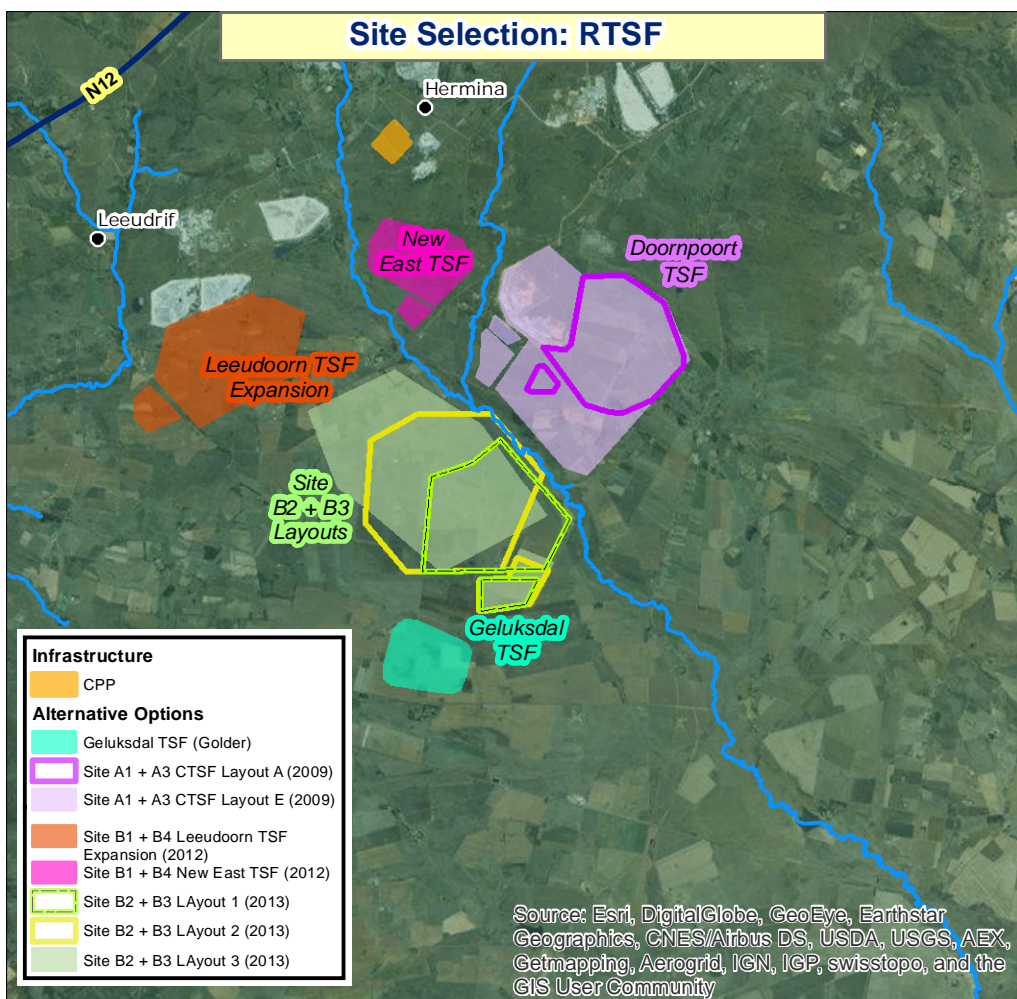 Site Selection: RTSF
N12
Hermina
Leeudrif
New
East TSF
Doornpoort
TSF
Leeudoorn TSF
Expansion
Site
B2 + B3
Layouts
Geluksdal
TSF
Infrastructure
CPP
Alternative Options
Geluksdal TSF (Golder)
Site A1 + A3 CTSF Layout A (2009)
Site A1 + A3 CTSF Layout E (2009)
Site B1 + B4 Leeudoorn TSF
Expansion (2012)
Site B1 + B4 New East TSF (2012)
Site B2 + B3 LAyout 1 (2013)
Site B2 + B3 LAyout 2 (2013)
Site B2 + B3 LAyout 3 (2013)
Source: Esri, DigitalGlobe, GeoEye, Earthstar
Geographics, CNES/Airbus DS, USDA, USGS, AEX,
Getmapping, Aerogrid, IGN, IGP, swisstopo, and the
GIS User Community